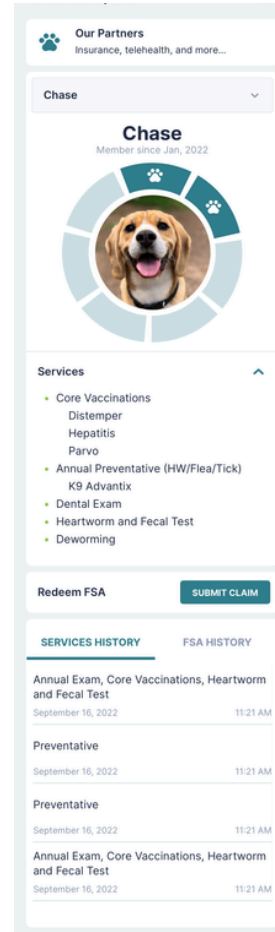 Our Partners
Insurance, telehealth, and more...
Chase
Chase
Member since Jan, 2022
Services
Core Vaccinations
Distemper
Hepatitis
Parvo
Annual Preventative (HW/Flea/Tick)
K9 Advantix
Dental Exam
Heartworm and Fecal Test
Deworming
Redeem FSA
SUBMIT CLAIM
SERVICES HISTORY
FSA HISTORY
Annual Exam, Core Vaccinations, Heartworm
and Fecal Test
September 16, 2022
11:21 AM
Preventative
September 16, 2022
11:21 AM
Preventative
September 16, 2022
11:21 AM
Annual Exam, Core Vaccinations, Heartworm
and Fecal Test
September 16, 2022
11:21 AM